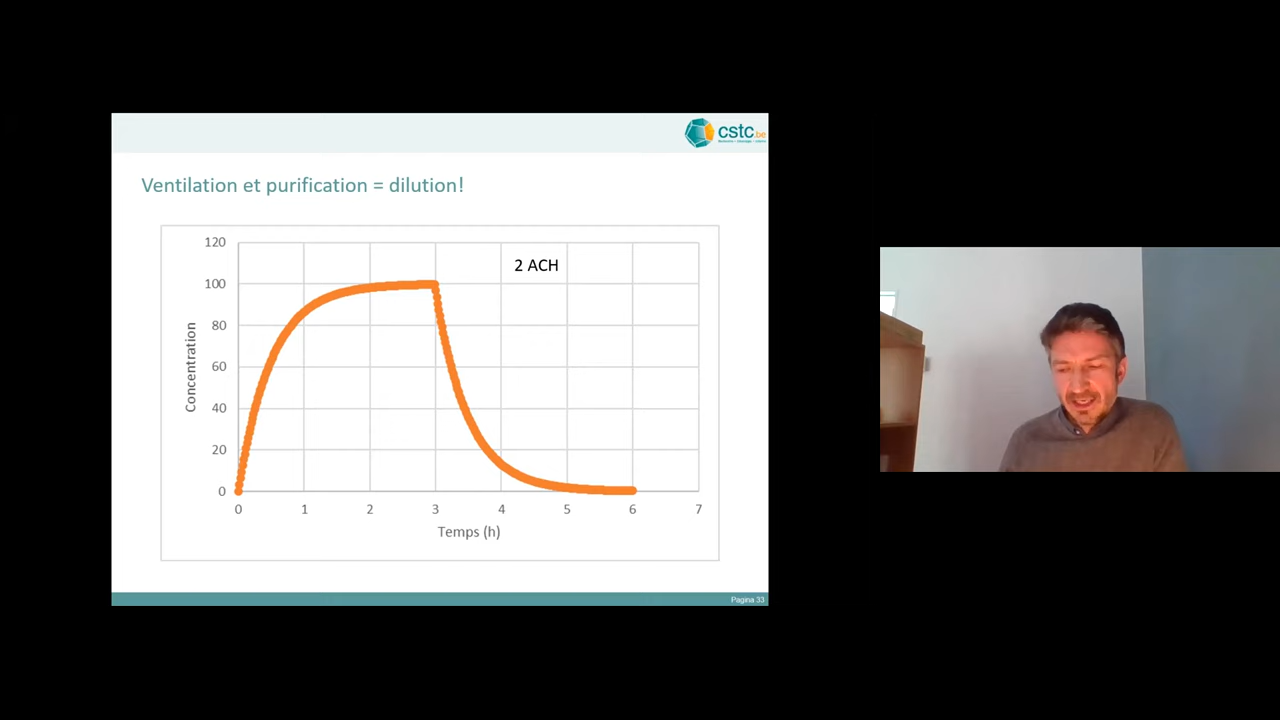 cstc.be
Ventilation et purification = dilution!
120
100
80
60
40
20
0
Concentration
2 ACH
0 1 2 3 4 5 6 7
Temps (h)
Pagina 33